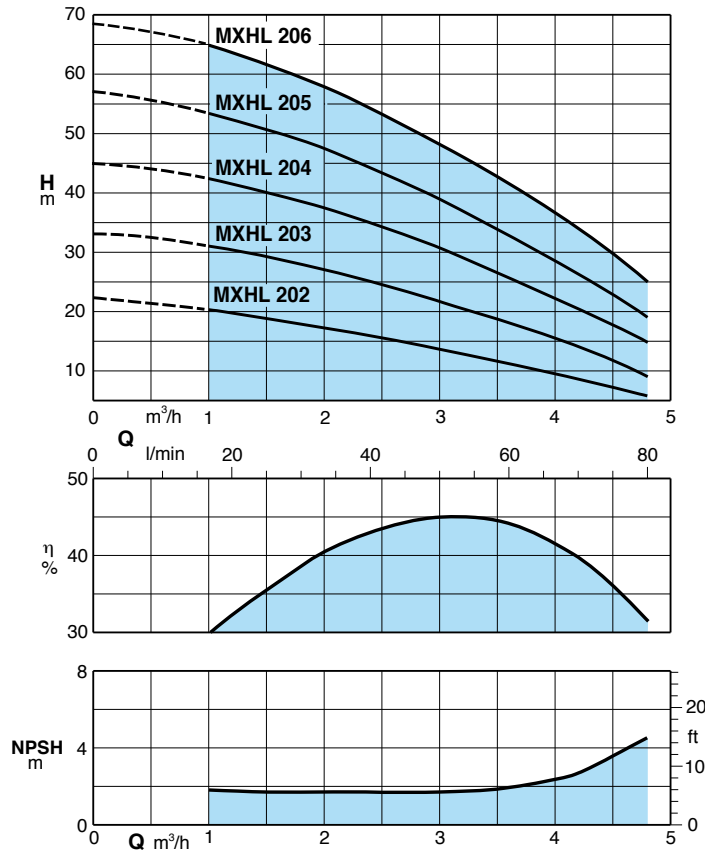 70
MXHL 206
60
MXHL 205
50
MXHL 204
H
m
40
MXHL 203
30
MXHL 202
20
10
0 m³/h 1 2 3 4 5
Q
0 l/min 20 40 60 80
50
η
%
40
30
8
NPSH
m
4
0
20
ft
10
0
0 1 2 3 4 5
Q m³/h